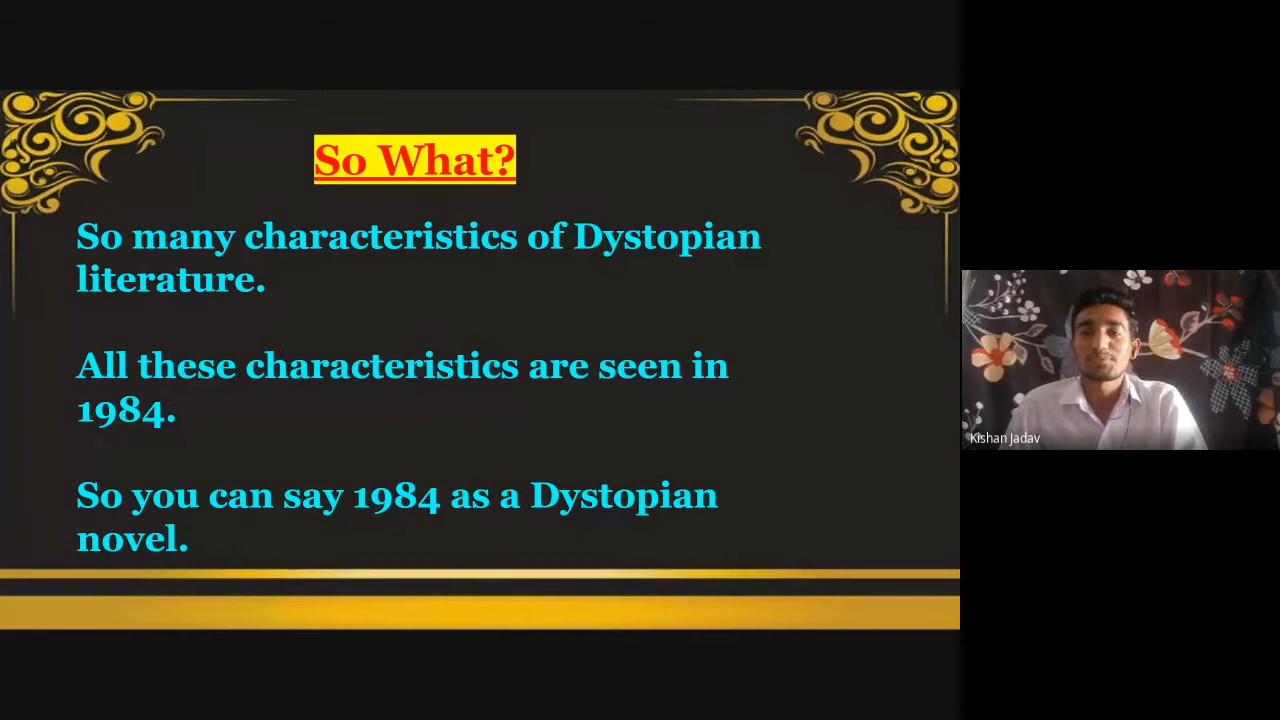 So What?
So many characteristics of Dystopian
literature.
All these characteristics are seen in
1984.
So you can say 1984 as a Dystopian
novel.
Kishan Jadav